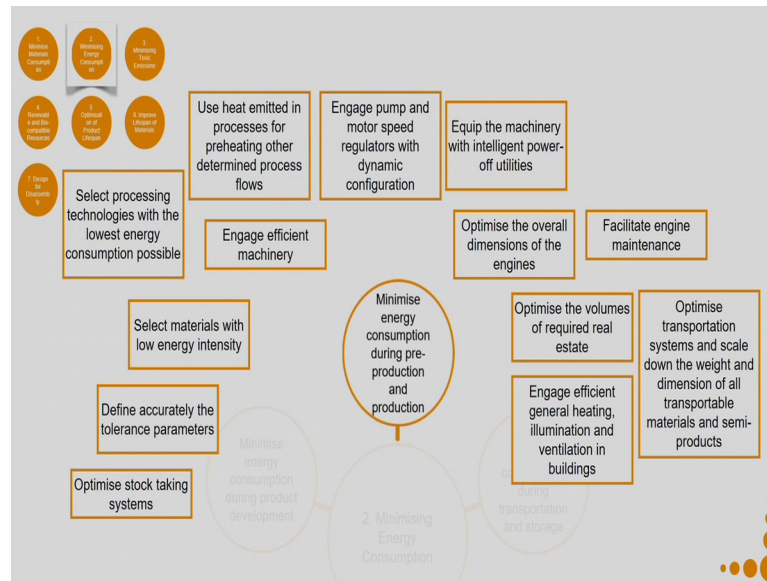 1.
Minimise
Materials
Consumpti
on
2.
Minimising
Energy
Consumpti
on
3.
Minimising
Toxic
Emissions
4.
Renewabl
e and Bio-
compatible
Resources
5.
Optimisati
on of
Product
Lifespan
6. Improve
Lifespan of
Materials
7. Design
for
Disassemb
ly
Use heat emitted in
processes for
preheating other
determined process
flows
Engage pump and
motor speed
regulators with
dynamic
configuration
Equip the machinery
with intelligent power-
off utilities
Select processing
technologies with the
lowest energy
consumption possible
Engage efficient
machinery
Optimise the overall
dimensions of the
engines
Facilitate engine
maintenance
Select materials with
low energy intensity
Minimise
energy
consumption
during pre-
production
and
production
Optimise the volumes
of required real
estate
Optimise
transportation
systems and scale
down the weight and
dimension of all
transportable
materials and semi-
products
Define accurately the
tolerance parameters
Engage efficient
general heating,
illumination and
ventilation in
buildings
Optimise stock taking
systems
Minimise
energy
consumption
during product
development
2. Minimising
Energy
Consumption
during
transportation
and storage